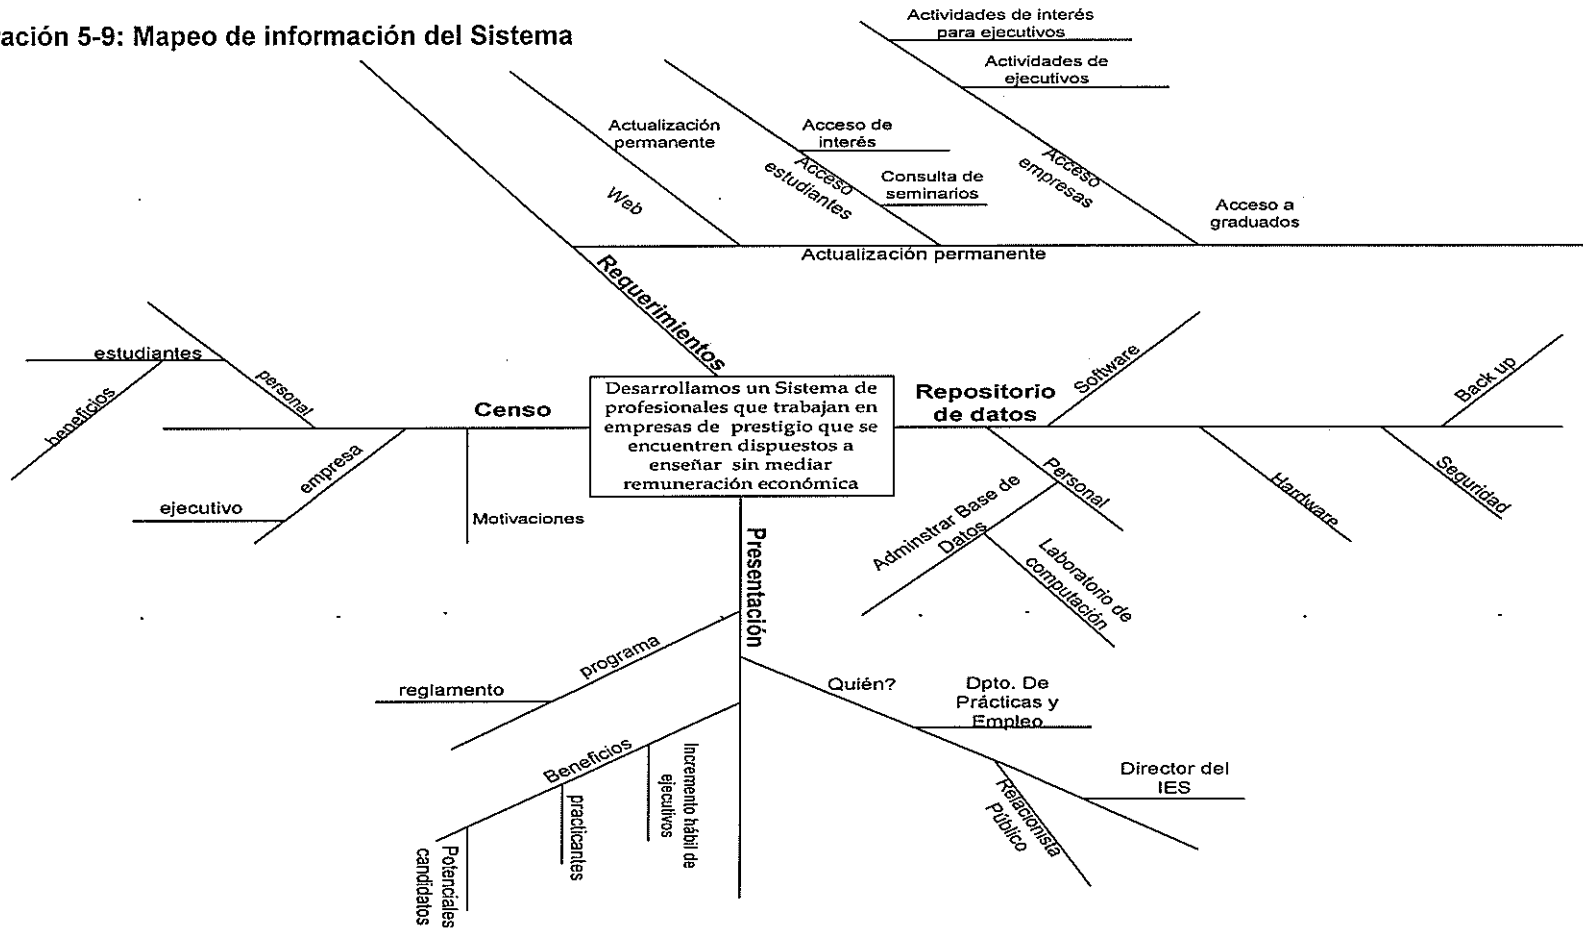 ación 5-9: Mapeo de información del Sistema
Actividades de interés
para ejecutivos
Actividades de
ejecutivos
Actualización
permanente
Acceso de
interés
Consulta de
seminarios
Web
Acceso
estudiantes
Acceso
empresas
Acceso a
graduados
Actualización permanente
Requerimientos
estudiantes
personal
beneficios
Censo
empresa
ejecutivo
Motivaciones
Desarrollamos un Sistema de
profesionales que trabajan en
empresas de prestigio que se
encuentren dispuestos a
enseñar sin mediar
remuneración económica
Repositorio
de datos
Software
Back up
Personal
Hardware
Seguridad
Adminstrar Base de
Datos
Laboratorio de
computación
Presentación
programa
reglamento
Beneficios
Incremento hábil de
ejecutivos
practicantes
Potenciales
candidatos
Quién?
Dpto. De
Prácticas y
Empleo
Relacionista
Público
Director del
IES